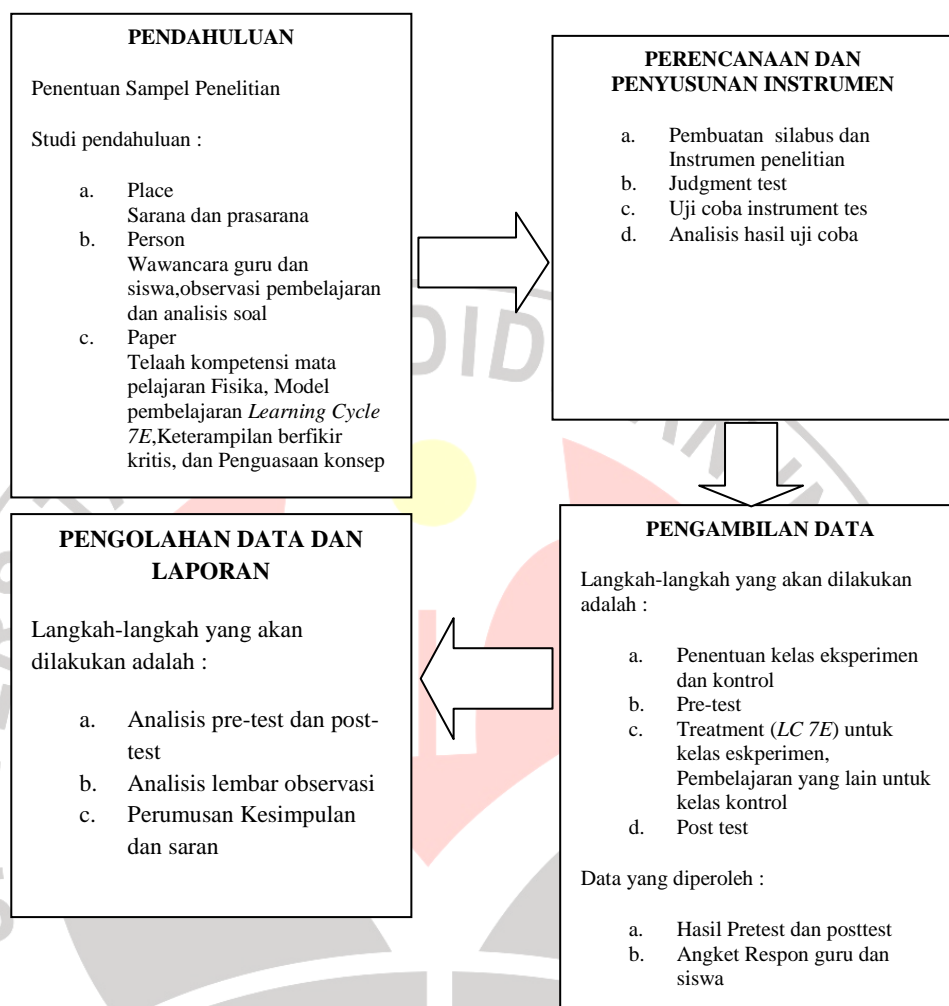 PENDAHULUAN
Penentuan Sampel Penelitian
Studi pendahuluan :
a. Place
Sarana dan prasarana
b. Person
Wawancara guru dan
siswa,observasi pembelajaran
dan analisis soal
c. Paper
Telaah kompetensi mata
pelajaran Fisika, Model
pembelajaran Learning Cycle
7E,Keterampilan berfikir
kritis, dan Penguasaan konsep
PERENCANAAN DAN
PENYUSUNAN INSTRUMEN
a. Pembuatan silabus dan
Instrumen penelitian
b. Judgment test
c. Uji coba instrument tes
d. Analisis hasil uji coba
PENGAMBILAN DATA
Langkah-langkah yang akan dilakukan
adalah :
a. Penentuan kelas eksperimen
dan kontrol
b. Pre-test
c. Treatment (LC 7E) untuk
kelas eskperimen,
Pembelajaran yang lain untuk
kelas kontrol
d. Post test
Data yang diperoleh :
a. Hasil Pretest dan posttest
b. Angket Respon guru dan
siswa
PENGOLAHAN DATA DAN
LAPORAN
Langkah-langkah yang akan
dilakukan adalah :
a. Analisis pre-test dan post-
test
b. Analisis lembar observasi
c. Perumusan Kesimpulan
dan saran